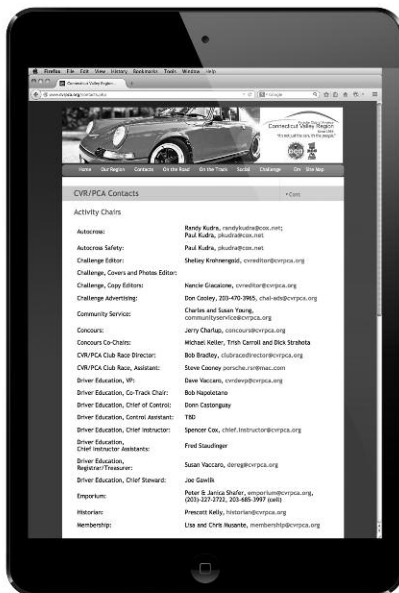 Firefox File Edit View History Bookmarks Tools Window Help
Connecticut Valley Region...
www.cvrpca.org/contacts.php
Google
Connecticut Valley Region
Home Our Region Contacts On the Road On the Track Social Challenge Site Map
CVR/PCA Contacts
Activity Chairs
Autocross: Randy Kudra, randykudra@cox.net;
Paul Kudra, pkudra@cox.net
Autocross Safety: Paul Kudra, pkudra@cox.net
Challenge Editor: Shelley Krohnengold, cvreditor@cvrpca.org
Challenge, Covers and Photos Editor:
Challenge, Copy Editors: Nancie Giacalone, cvreditor@cvrpca.org
Challenge Advertising: Don Cooley, 203-470-3965, chal-ads@cvrpca.org
Community Service: Charles and Susan Young,
communityservice@cvrpca.org
Concours: Jerry Charlup, concours@cvrpca.org
Concours Co-Chairs: Michael Keller, Trish Carroll and Dick Strahota
CVR/PCA Club Race Director: Bob Bradley, clubracedirector@cvrpca.org
CVR/PCA Club Race, Assistant: Steve Cooney porsche.rsr@mac.com
Driver Education, VP: Dave Vaccaro, cvrdevp@cvrpca.org
Driver Education, Co-Track Chair: Bob Napoletano
Driver Education, Chief of Control: Donn Castonguay
Driver Education, Control Assistant: TBD
Driver Education, Chief Instructor: Spencer Cox, chief.instructor@cvrpca.org
Driver Education,
Chief Instructor Assistants: Fred Staudinger
Driver Education,
Registrar/Treasurer: Susan Vaccaro, dereg@cvrpca.org
Driver Education, Chief Steward: Joe Gawlik
Emporium: Peter & Janica Shafer, emporium@cvrpca.org,
(203)-227-2722, 203-685-3997 (cell)
Historian: Prescott Kelly, historian@cvrpca.org
Membership: Lisa and Chris Musante, membership@cvrpca.org